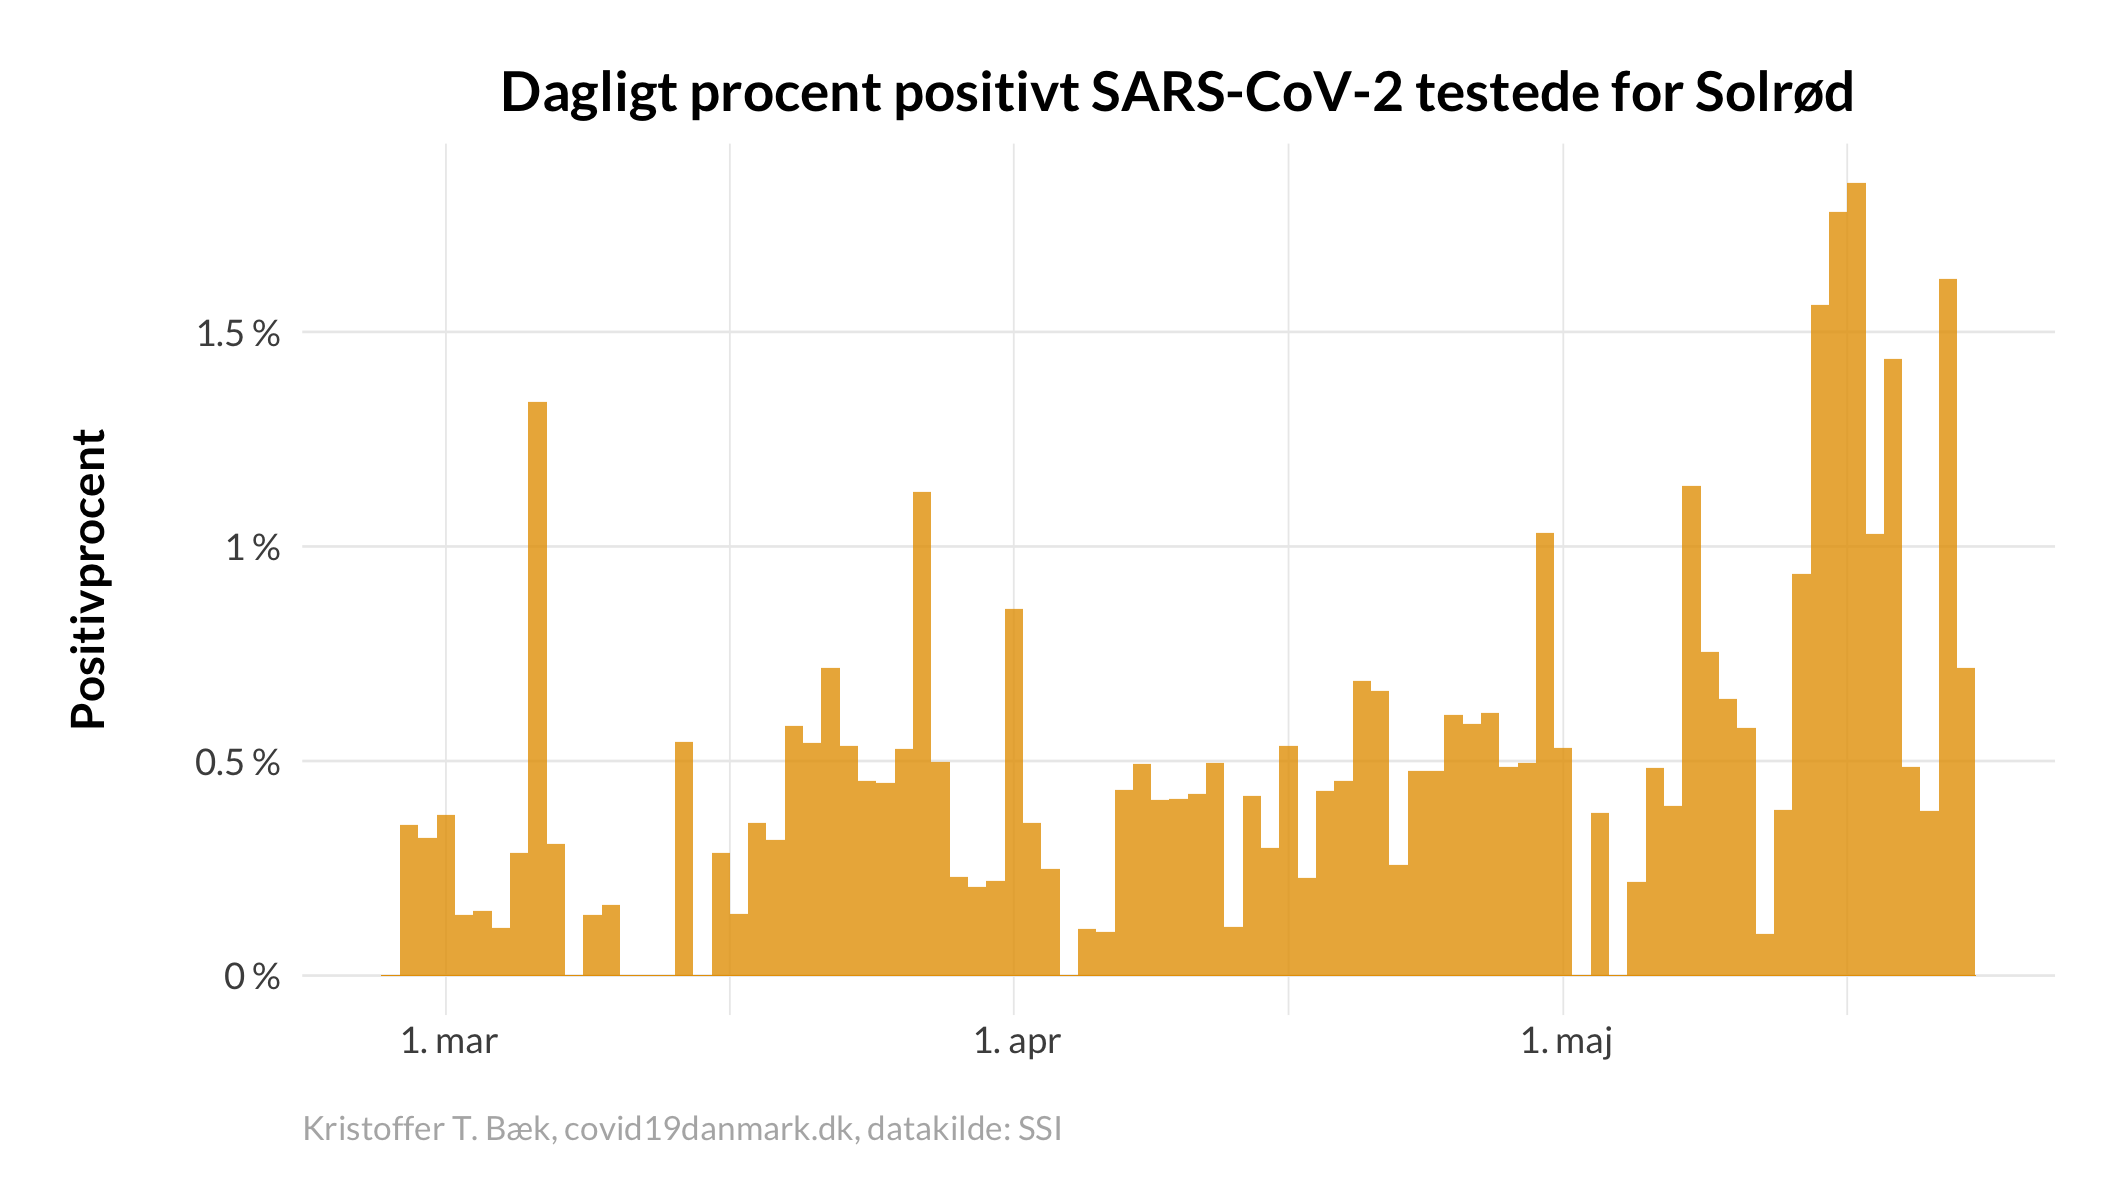 Dagligt procent positivt SARS-CoV-2 testede for Solrød
Positivprocent
1.5 %
1 %
0.5 %
0 %
1. mar
1. apr
1. maj
Kristoffer T. Bæk, covid19danmark.dk, datakilde: SSI